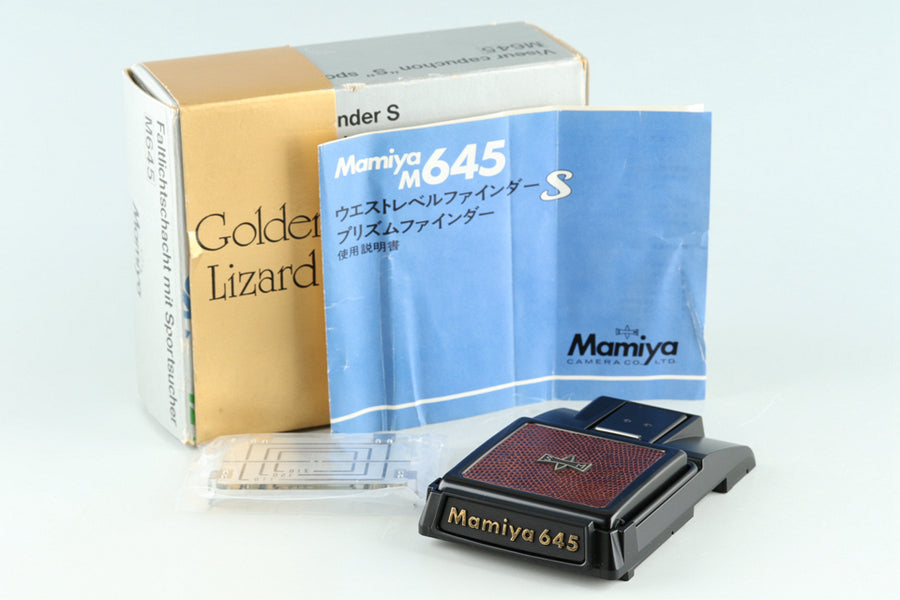 Viseur capuchon "S" spo
M645
nder S
Faltlichtschacht mit Sportsucher
M645
Mamiya
Golden
Lizard
Mamiya
M645
ウエストレベルファインダーS
プリズムファインダー
使用説明書
Mamiya
CAMERA CO., LTD.
Mamiya 645